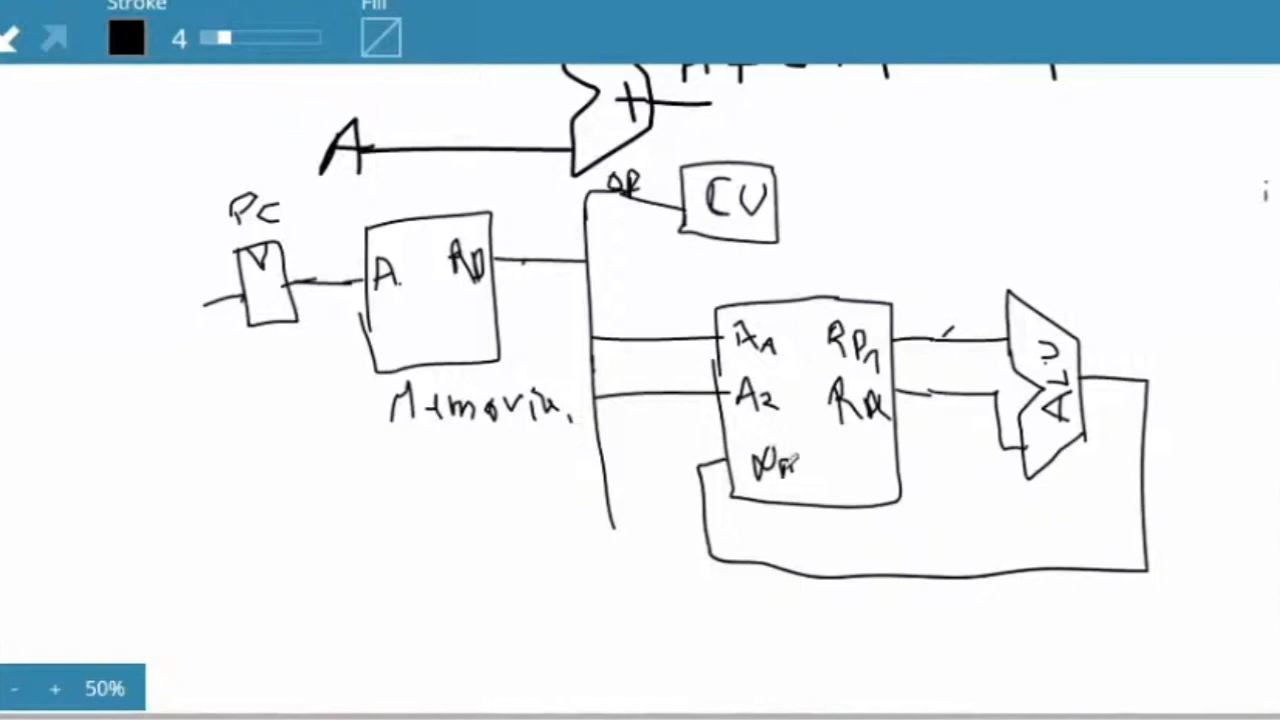 Stroke
Fill
4
A
+
OP
CU
PC
A
RD
A1
RD1
A2
RD2
ALU
Memoria
- + 50%